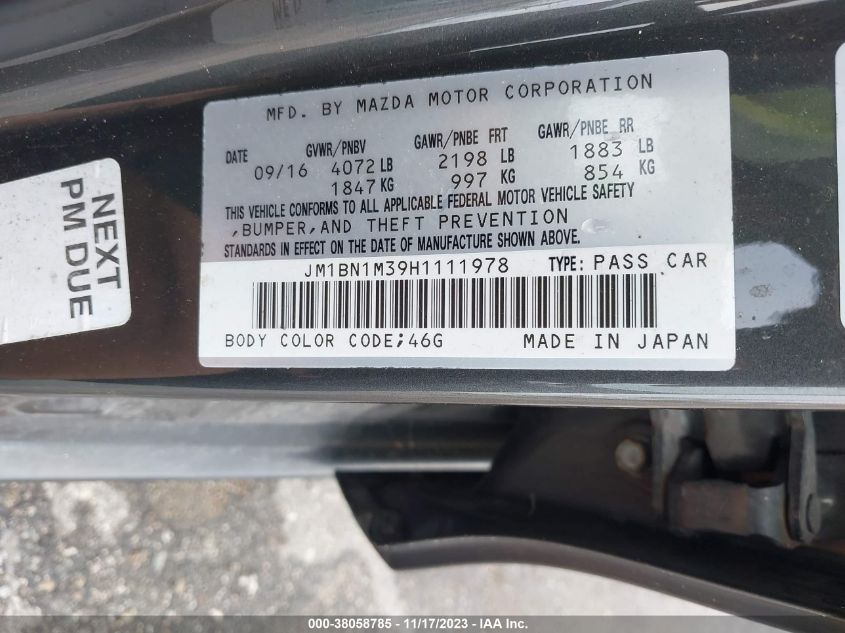 MFD. BY MAZDA MOTOR CORPORATION
DATE GVWR/PNBV GAWR/PNBE FRT GAWR/PNBE RR
09/16 4072 LB 2198 LB 1883 LB
1847 KG 997 KG 854 KG
THIS VEHICLE CONFORMS TO ALL APPLICABLE FEDERAL MOTOR VEHICLE SAFETY
,BUMPER,AND THEFT PREVENTION
STANDARDS IN EFFECT ON THE DATE OF MANUFACTURE SHOWN ABOVE.
JM1BN1M39H1111978 TYPE: PASS CAR
BODY COLOR CODE;46G MADE IN JAPAN
NEXT
PM DUE
000-38058785 - 11/17/2023 - IAA Inc.